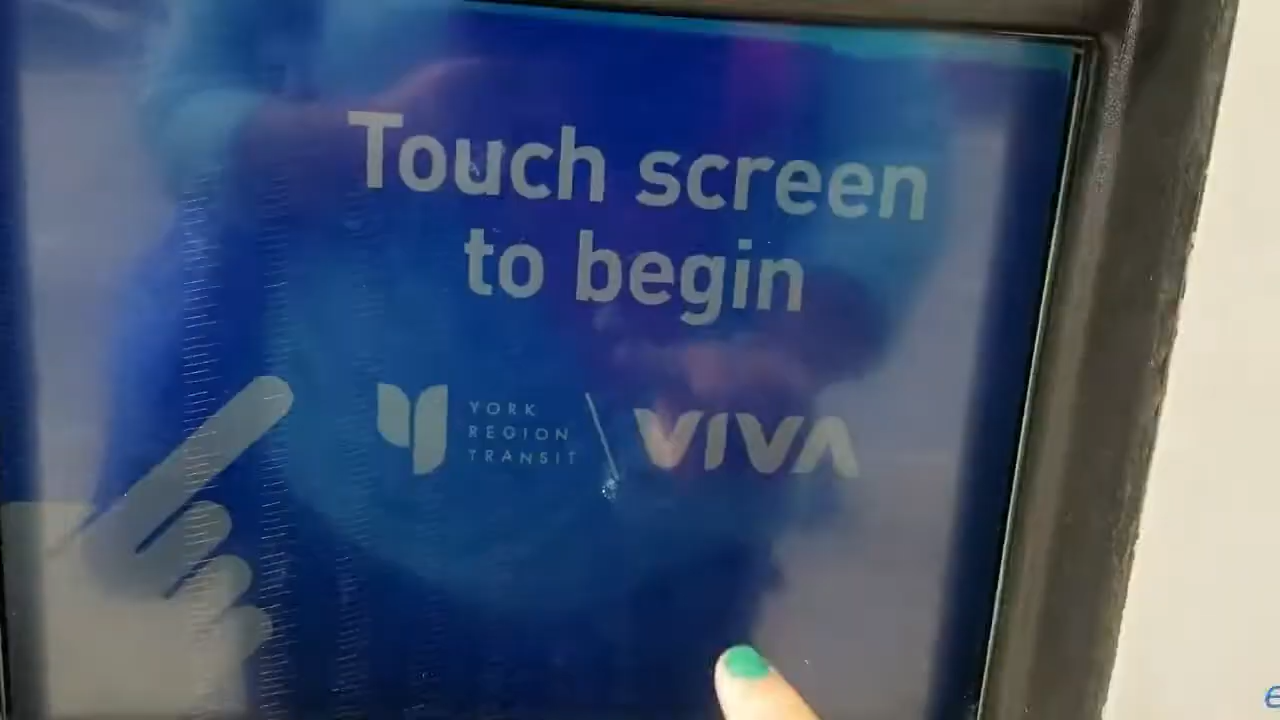 Touch screen
to begin
YORK
REGION
TRANSIT
VIVA